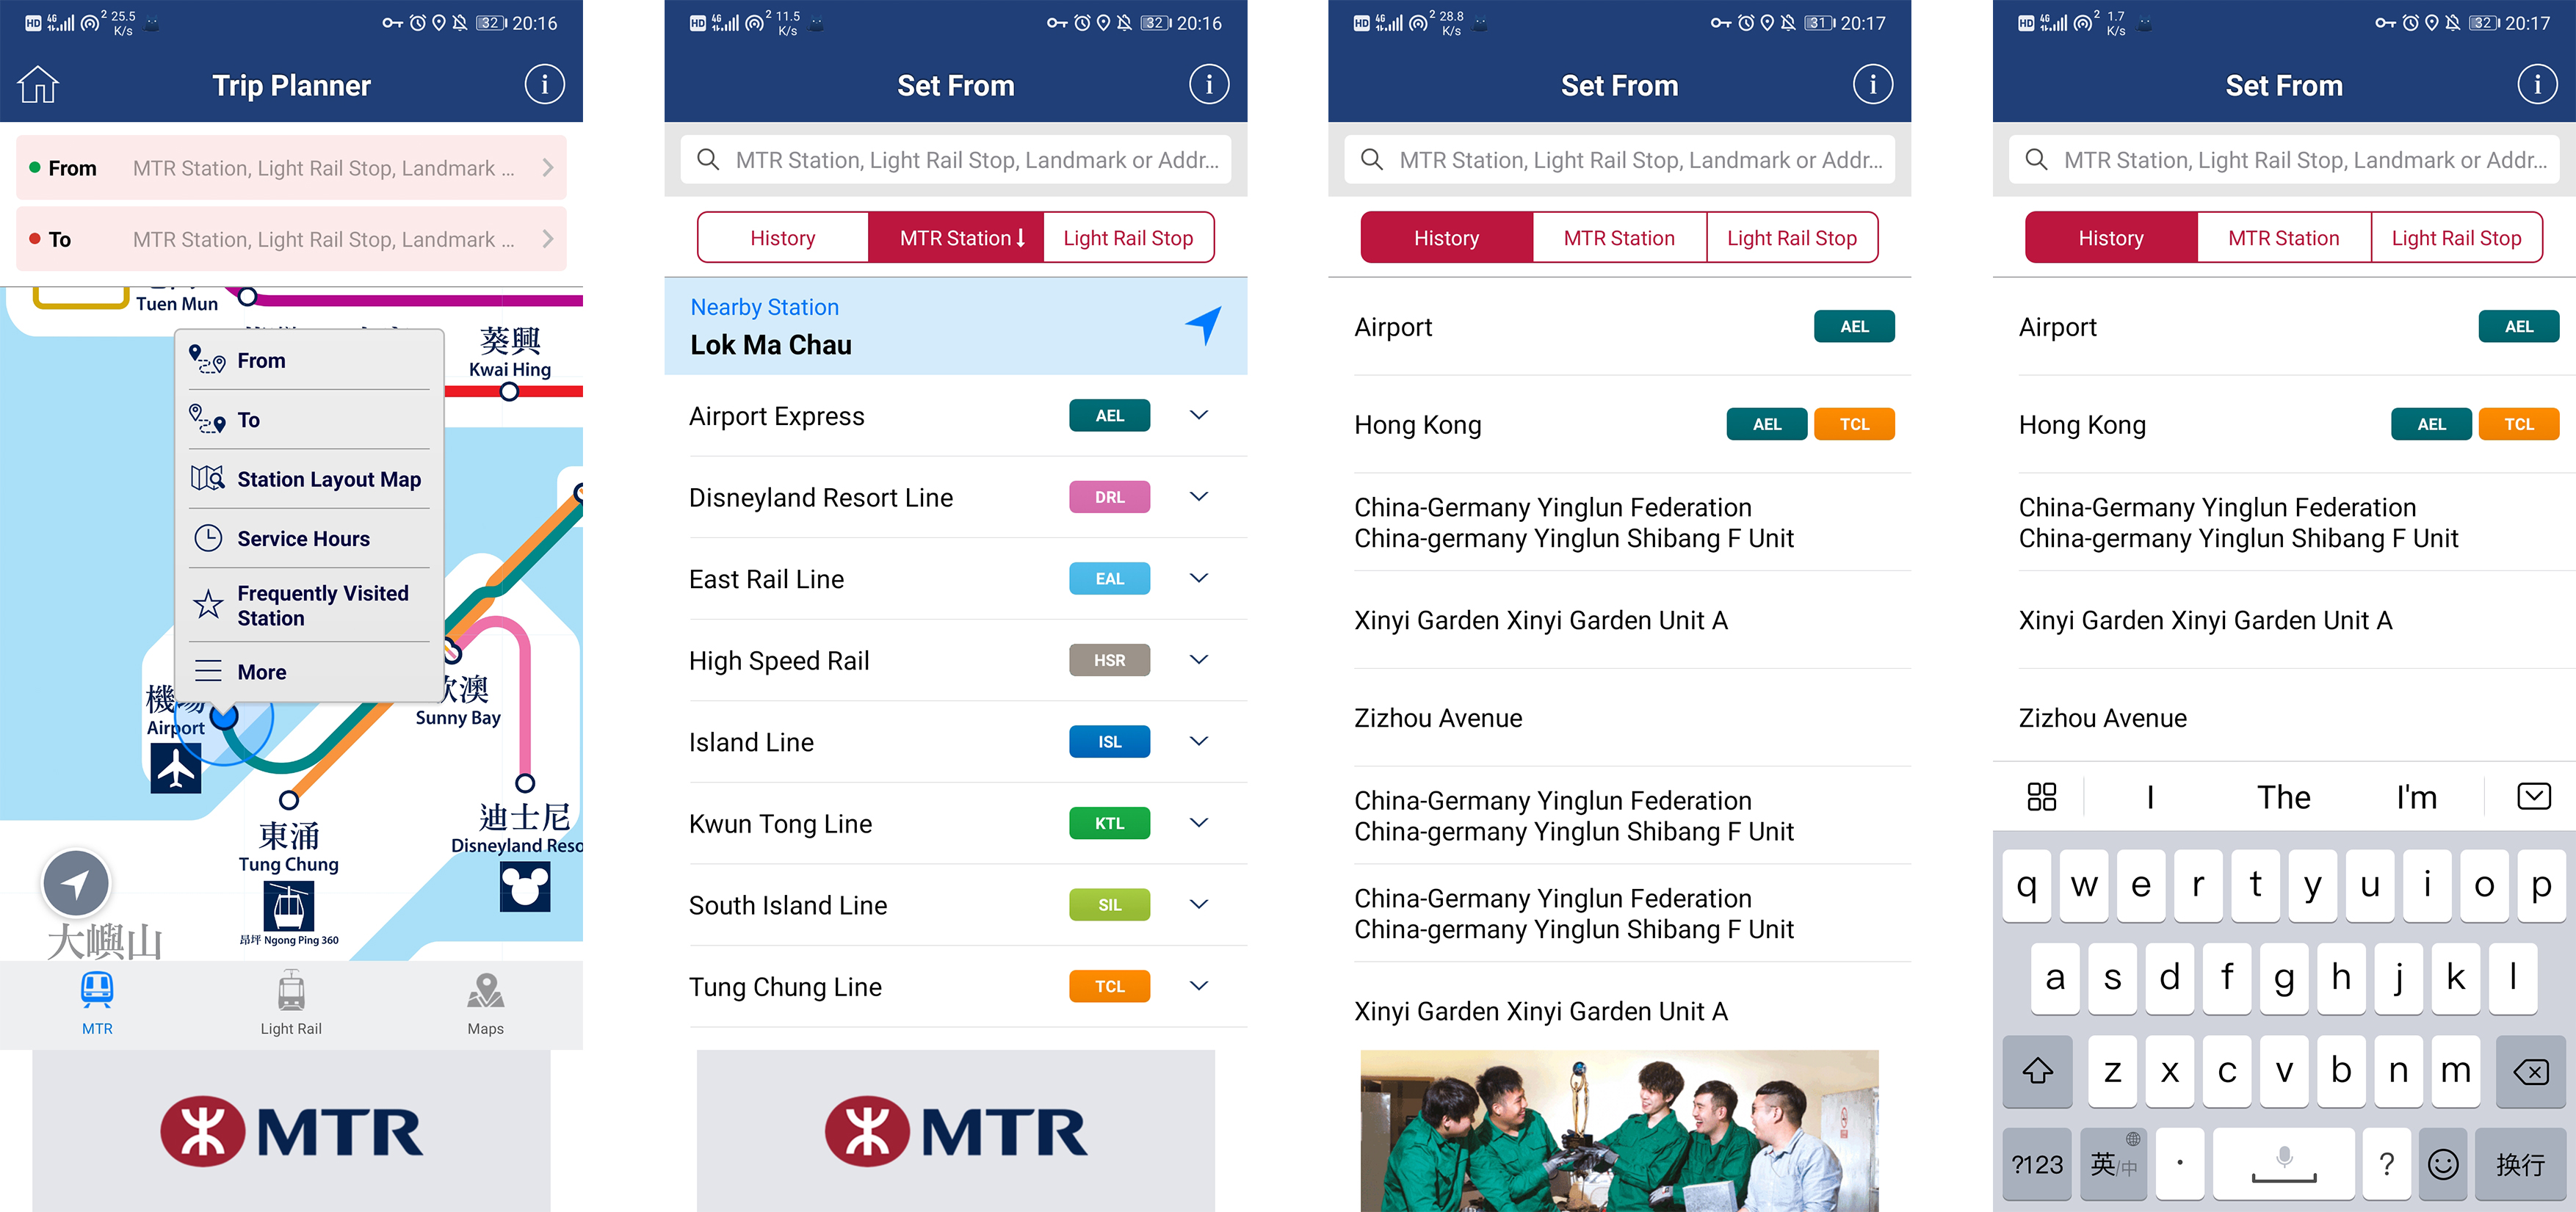 HD 4G 2 25.5 K/s 32 20:16
Trip Planner
i
From MTR Station, Light Rail Stop, Landmark ...
To MTR Station, Light Rail Stop, Landmark ...
Tuen Mun
葵興
Kwai Hing
From
To
Station Layout Map
Service Hours
Frequently Visited
Station
More
機場
Airport
欣澳
Sunny Bay
東涌
Tung Chung
昂坪 Ngong Ping 360
迪士尼
Disneyland Reso
大嶼山
MTR
Light Rail
Maps
MTR
HD 4G 2 11.5 K/s 32 20:16
Set From
i
MTR Station, Light Rail Stop, Landmark or Addr...
History
MTR Station
Light Rail Stop
Nearby Station
Lok Ma Chau
Airport Express AEL
Disneyland Resort Line DRL
East Rail Line EAL
High Speed Rail HSR
Island Line ISL
Kwun Tong Line KTL
South Island Line SIL
Tung Chung Line TCL
MTR
HD 4G 2 28.8 K/s 31 20:17
Set From
i
MTR Station, Light Rail Stop, Landmark or Addr...
History
MTR Station
Light Rail Stop
Airport AEL
Hong Kong AEL TCL
China-Germany Yinglun Federation
China-germany Yinglun Shibang F Unit
Xinyi Garden Xinyi Garden Unit A
Zizhou Avenue
China-Germany Yinglun Federation
China-germany Yinglun Shibang F Unit
China-Germany Yinglun Federation
China-germany Yinglun Shibang F Unit
Xinyi Garden Xinyi Garden Unit A
HD 4G 2 1.7 K/s 32 20:17
Set From
i
MTR Station, Light Rail Stop, Landmark or Addr...
History
MTR Station
Light Rail Stop
Airport AEL
Hong Kong AEL TCL
China-Germany Yinglun Federation
China-germany Yinglun Shibang F Unit
Xinyi Garden Xinyi Garden Unit A
Zizhou Avenue
I The I'm
q w e r t y u i o p
a s d f g h j k l
z x c v b n m
?123 英/中 · ? 换行